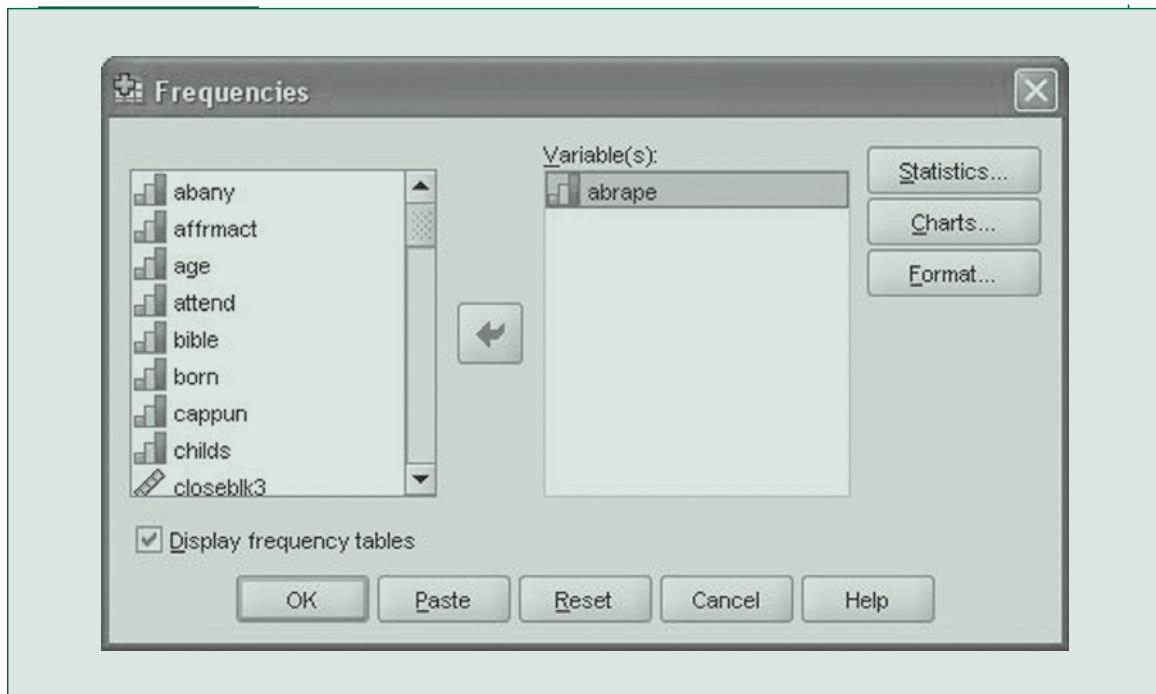 Frequencies
abany
affrmact
age
attend
bible
born
cappun
childs
closeblk3
Variable(s):
abrape
Statistics...
Charts...
Format...
Display frequency tables
OK
Paste
Reset
Cancel
Help